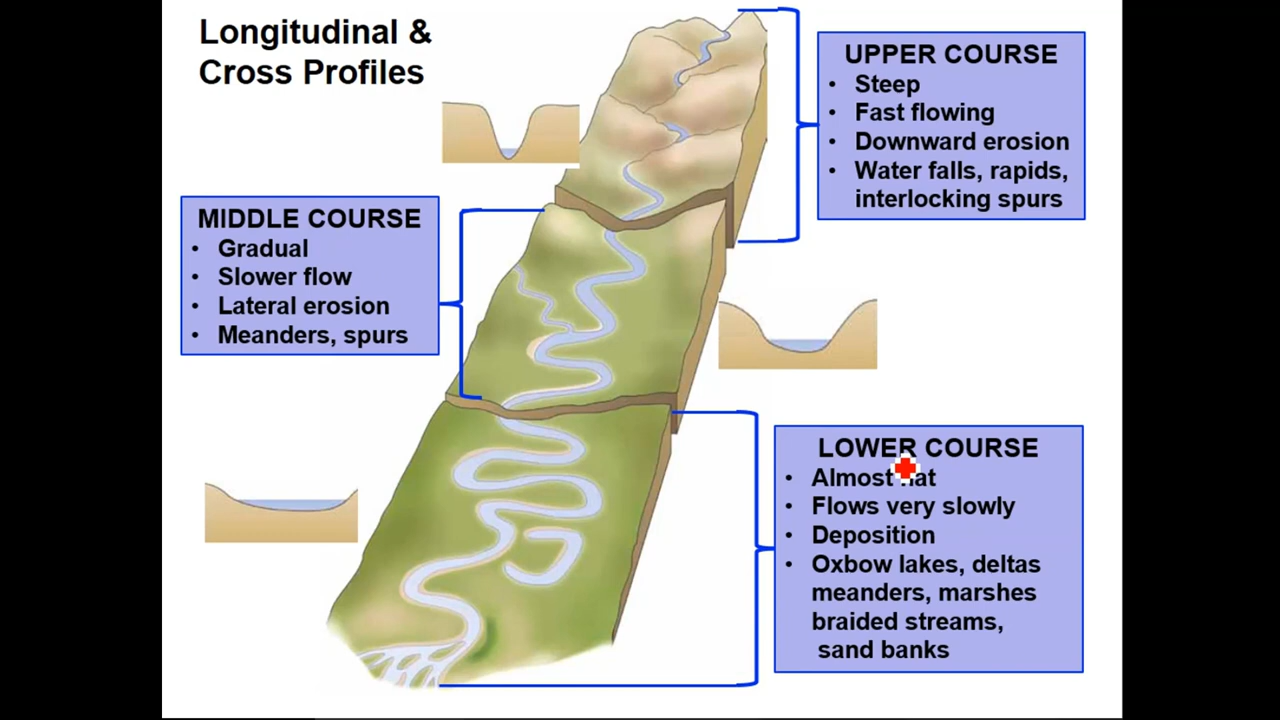 Longitudinal &
Cross Profiles
UPPER COURSE
• Steep
• Fast flowing
• Downward erosion
• Water falls, rapids,
interlocking spurs
MIDDLE COURSE
• Gradual
• Slower flow
• Lateral erosion
• Meanders, spurs
LOWER COURSE
• Almost
• Flows very slowly
• Deposition
• Oxbow lakes, deltas
meanders, marshes
braided streams,
sand banks